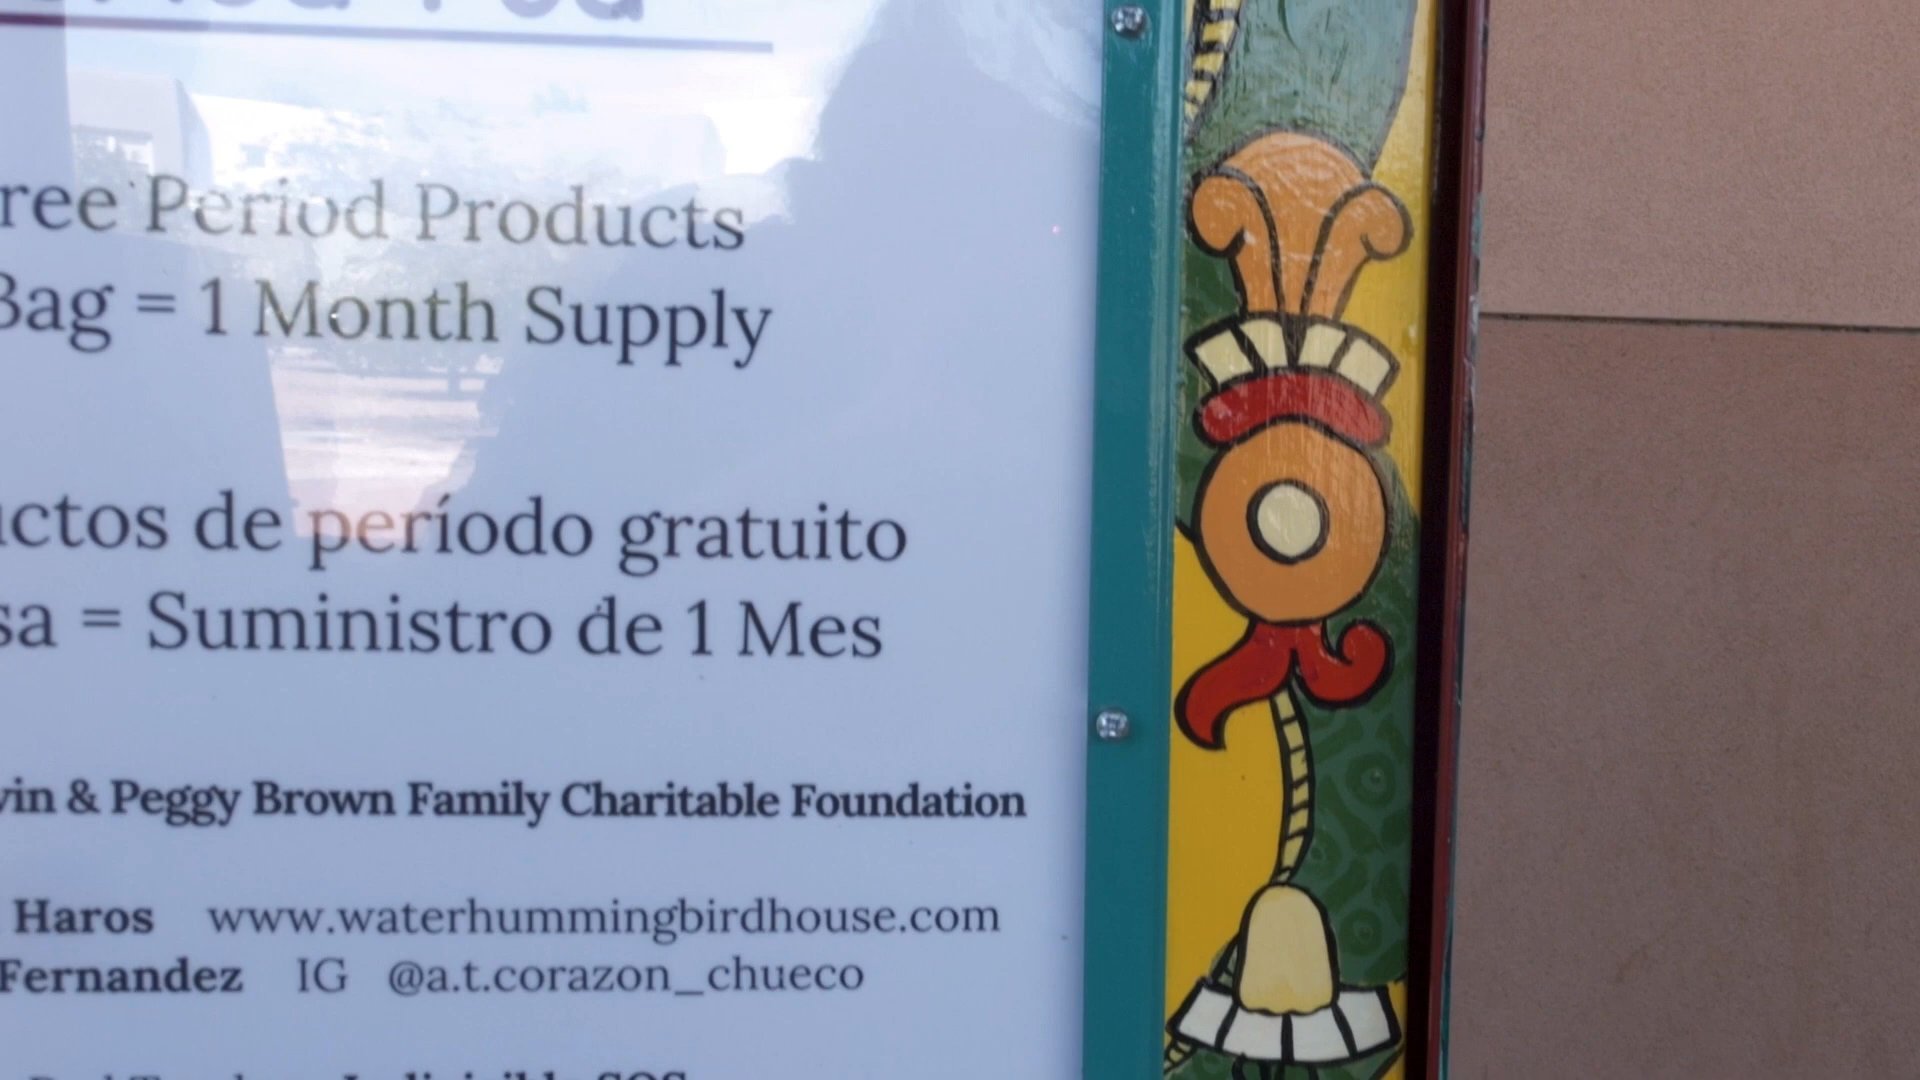 ree Period Products
Bag = 1 Month Supply
uctos de período gratuito
sa = Suministro de 1 Mes
vin & Peggy Brown Family Charitable Foundation
Haros www.waterhummingbirdhouse.com
Fernandez IG @a.t.corazon_chueco